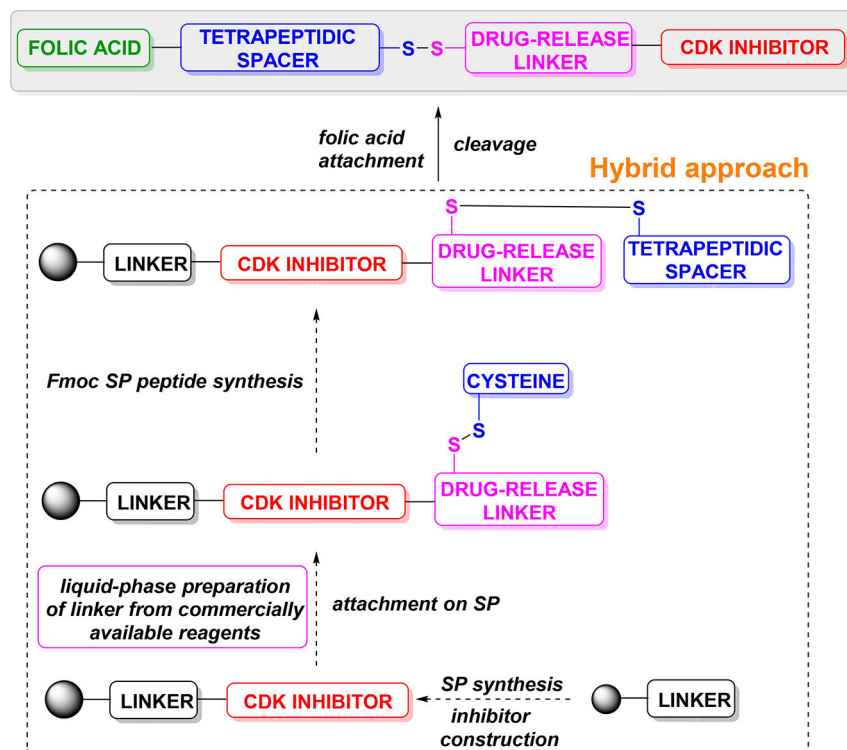 FOLIC ACID
TETRAPEPTIDIC
SPACER
S
S
DRUG-RELEASE
LINKER
CDK INHIBITOR
folic acid
attachment
cleavage
Hybrid approach
S
S
LINKER
CDK INHIBITOR
DRUG-RELEASE
LINKER
TETRAPEPTIDIC
SPACER
Fmoc SP peptide synthesis
CYSTEINE
S
S
LINKER
CDK INHIBITOR
DRUG-RELEASE
LINKER
liquid-phase preparation
of linker from commercially
available reagents
attachment on SP
LINKER
CDK INHIBITOR
SP synthesis
inhibitor
construction
LINKER